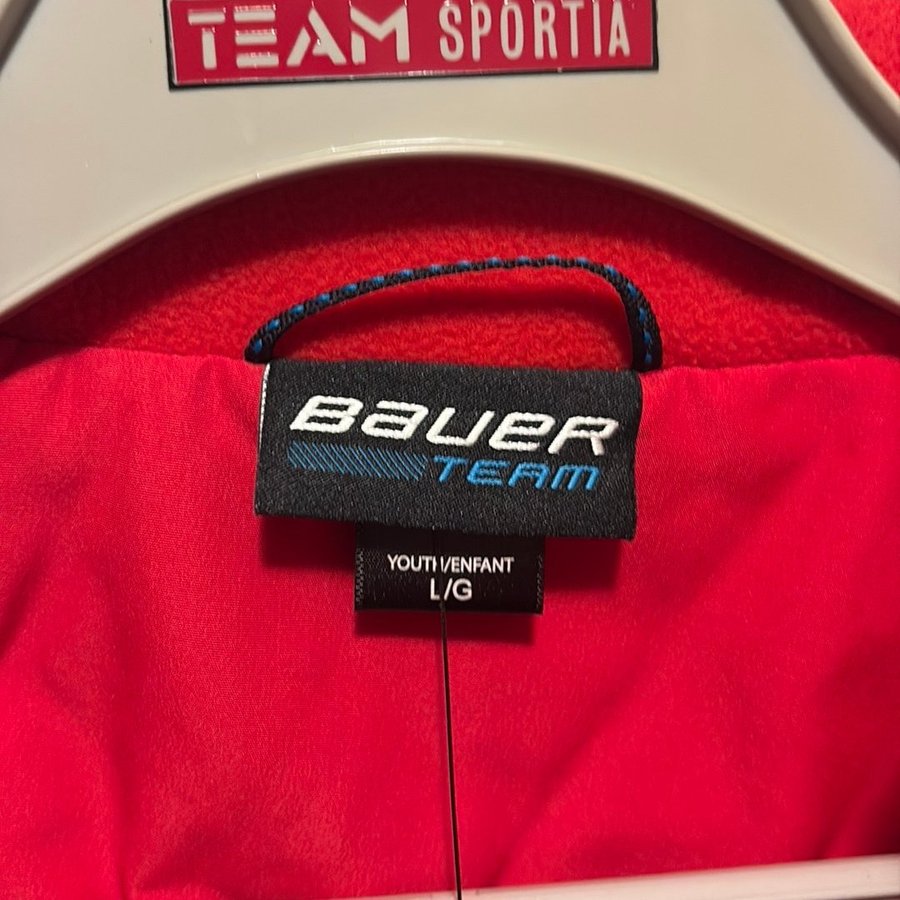 TEAM SPORTIA
BAUER
TEAM
YOUTH/ENFANT
L/G